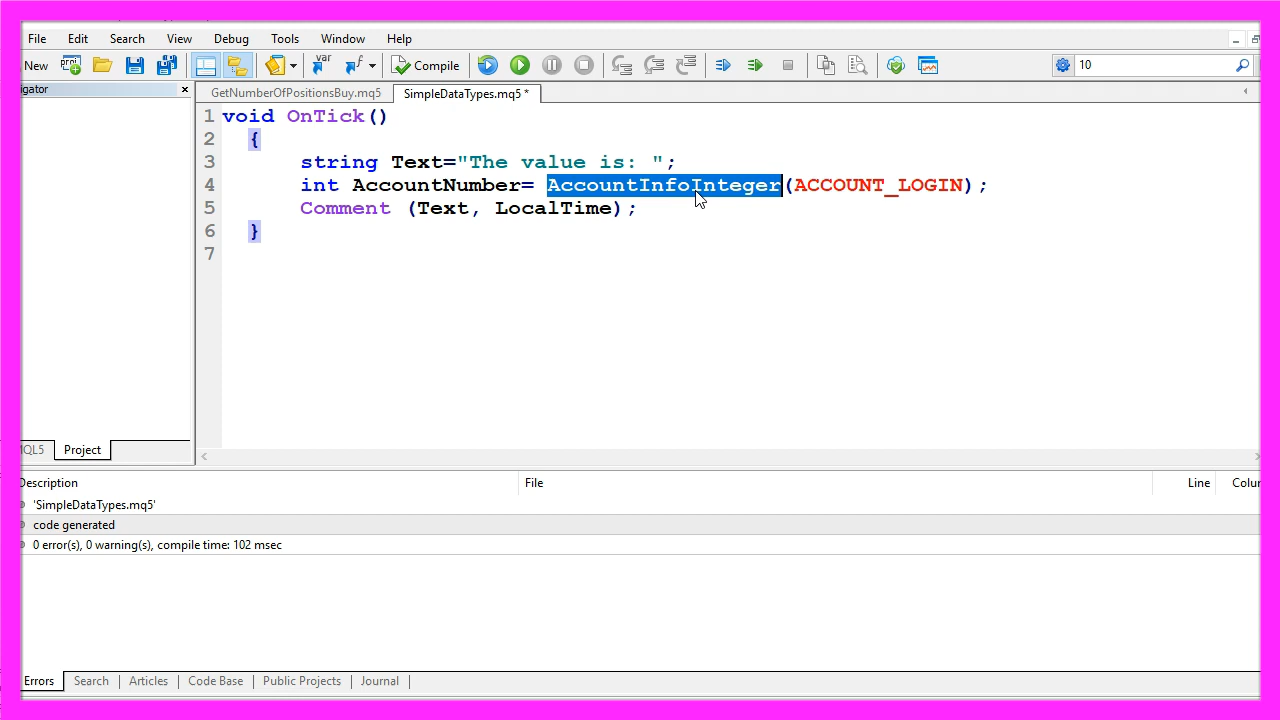 File Edit Search View Debug Tools Window Help
New Compile 10
igator GetNumberOfPositionsBuy.mq5 SimpleDataTypes.mq5 *
1 void OnTick()
2 {
3 string Text="The value is: ";
4 int AccountNumber= AccountInfoInteger(ACCOUNT_LOGIN);
5 Comment (Text, LocalTime);
6 }
7
MQL5 Project
Description File Line Colur
'SimpleDataTypes.mq5'
code generated
0 error(s), 0 warning(s), compile time: 102 msec
Errors Search Articles Code Base Public Projects Journal